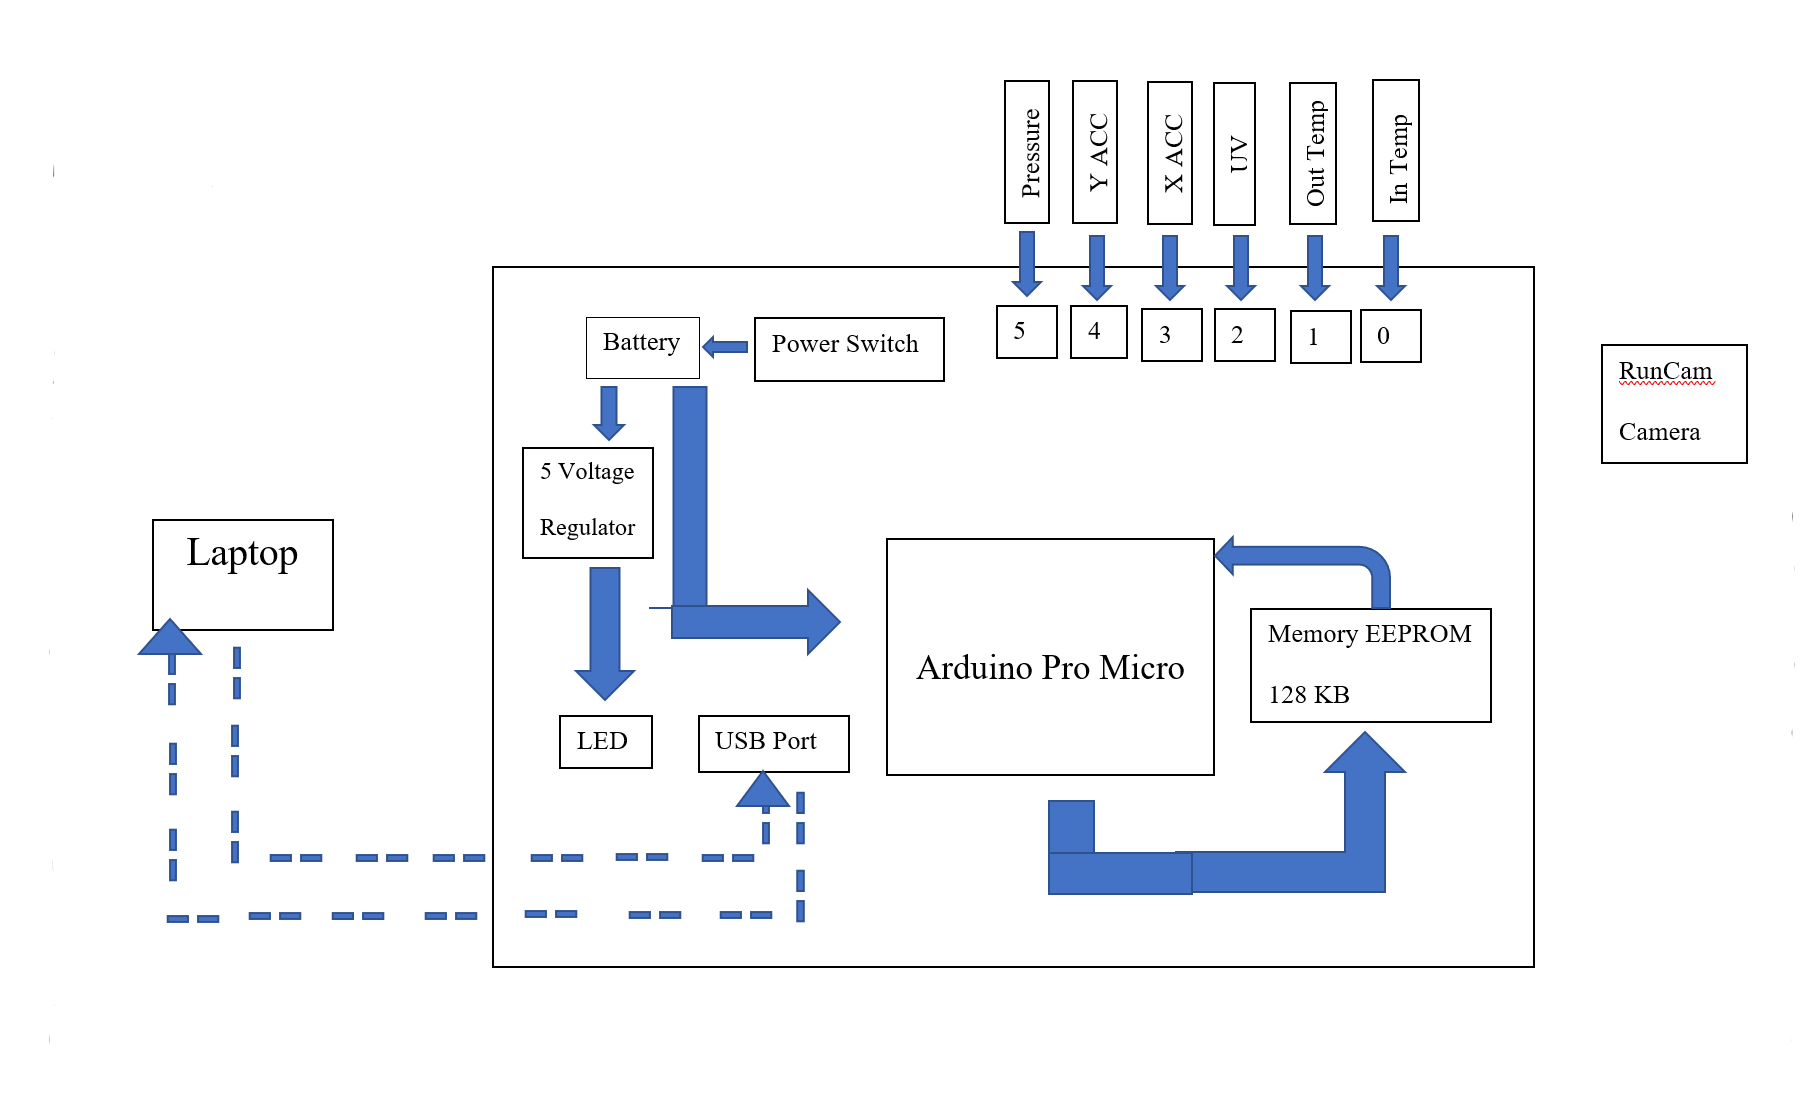 Pressure
Y ACC
X ACC
UV
Out Temp
In Temp
5
4
3
2
1
0
Battery
Power Switch
RunCam
Camera
5 Voltage
Regulator
Laptop
Arduino Pro Micro
Memory EEPROM
128 KB
LED
USB Port